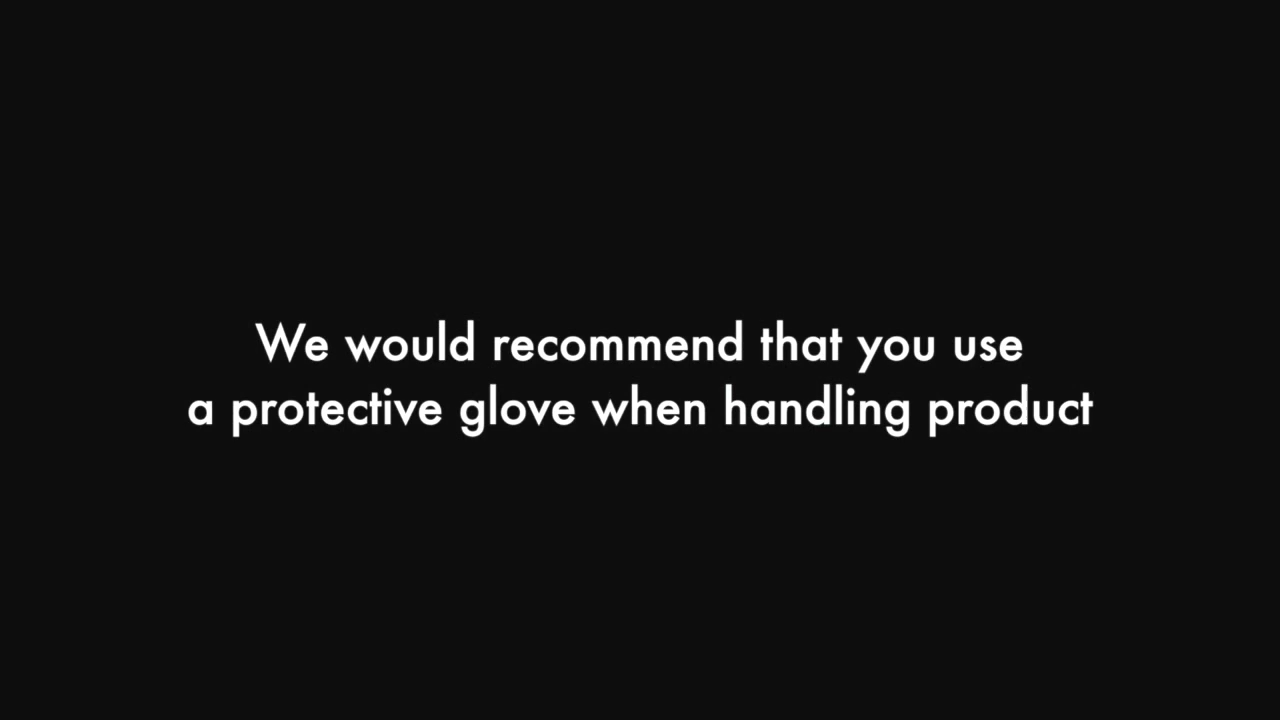 We would recommend that you use
a protective glove when handling product